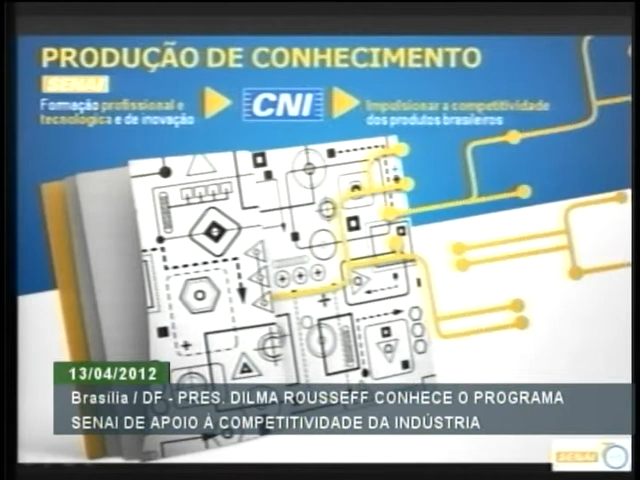 PRODUÇÃO DE CONHECIMENTO
SENAI
Formação profissional e
tecnológica e de inovação
CNI
Impulsionar a competitividade
dos produtos brasileiros
13/04/2012
Brasília / DF - PRES. DILMA ROUSSEFF CONHECE O PROGRAMA
SENAI DE APOIO À COMPETITIVIDADE DA INDÚSTRIA
SENAI